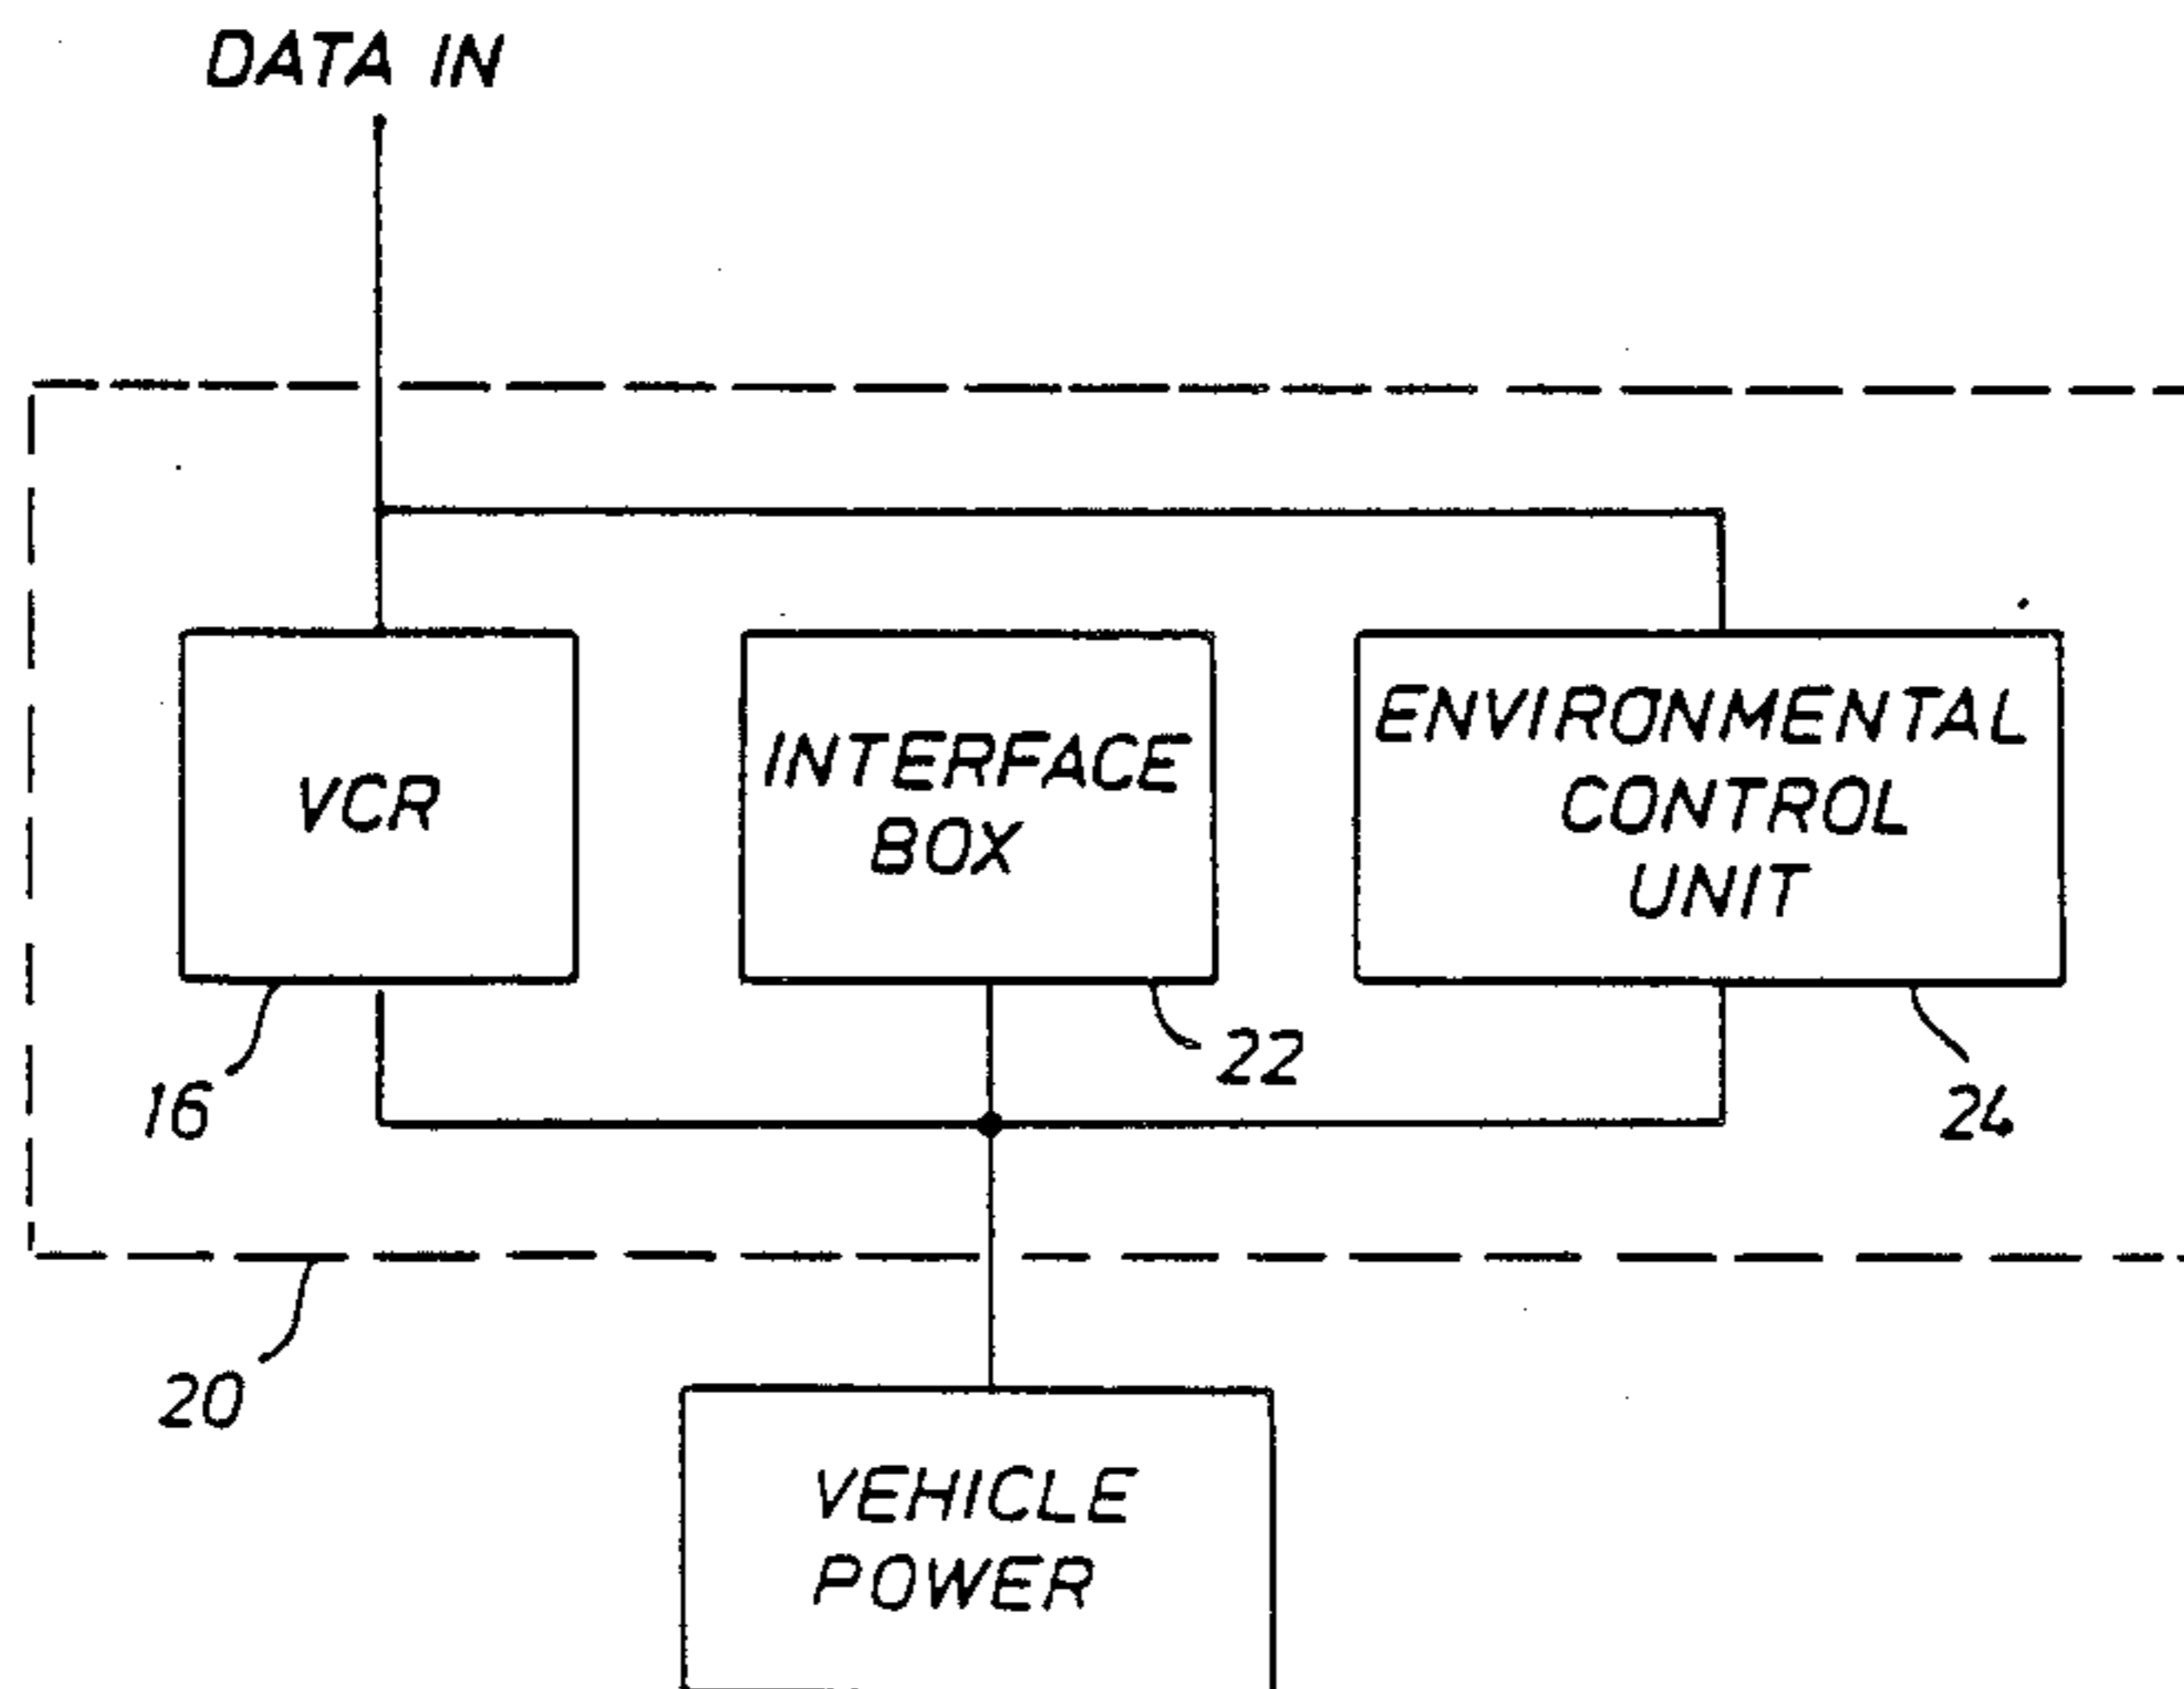 DATA IN
VCR
INTERFACE
BOX
ENVIRONMENTAL
CONTROL
UNIT
16
22
24
20
VEHICLE
POWER